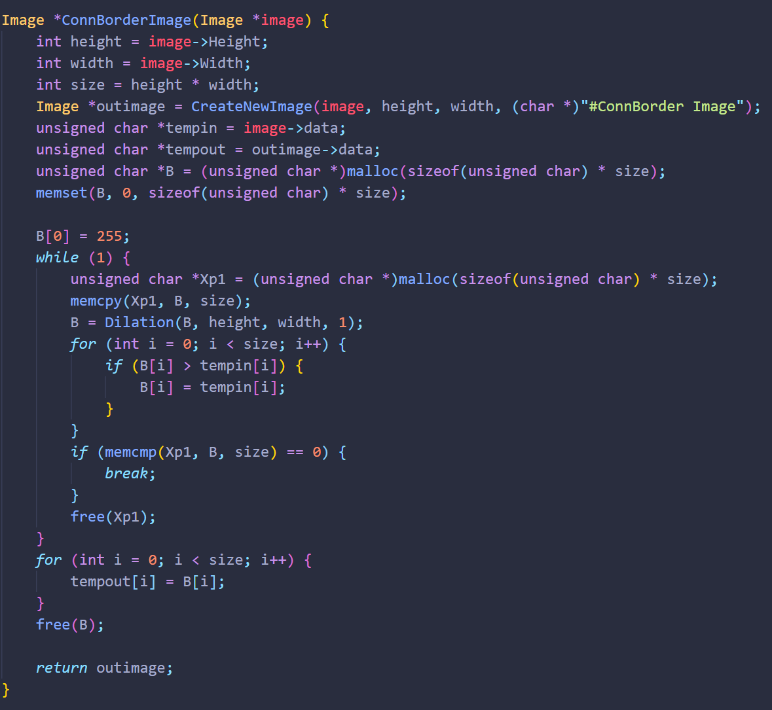 Image *ConnBorderImage(Image *image) {
    int height = image->Height;
    int width = image->Width;
    int size = height * width;
    Image *outimage = CreateNewImage(image, height, width, (char *)"#ConnBorder Image");
    unsigned char *tempin = image->data;
    unsigned char *tempout = outimage->data;
    unsigned char *B = (unsigned char *)malloc(sizeof(unsigned char) * size);
    memset(B, 0, sizeof(unsigned char) * size);

    B[0] = 255;
    while (1) {
        unsigned char *Xp1 = (unsigned char *)malloc(sizeof(unsigned char) * size);
        memcpy(Xp1, B, size);
        B = Dilation(B, height, width, 1);
        for (int i = 0; i < size; i++) {
            if (B[i] > tempin[i]) {
                B[i] = tempin[i];
            }
        }
        if (memcmp(Xp1, B, size) == 0) {
            break;
        }
        free(Xp1);
    }
    for (int i = 0; i < size; i++) {
        tempout[i] = B[i];
    }
    free(B);

    return outimage;
}